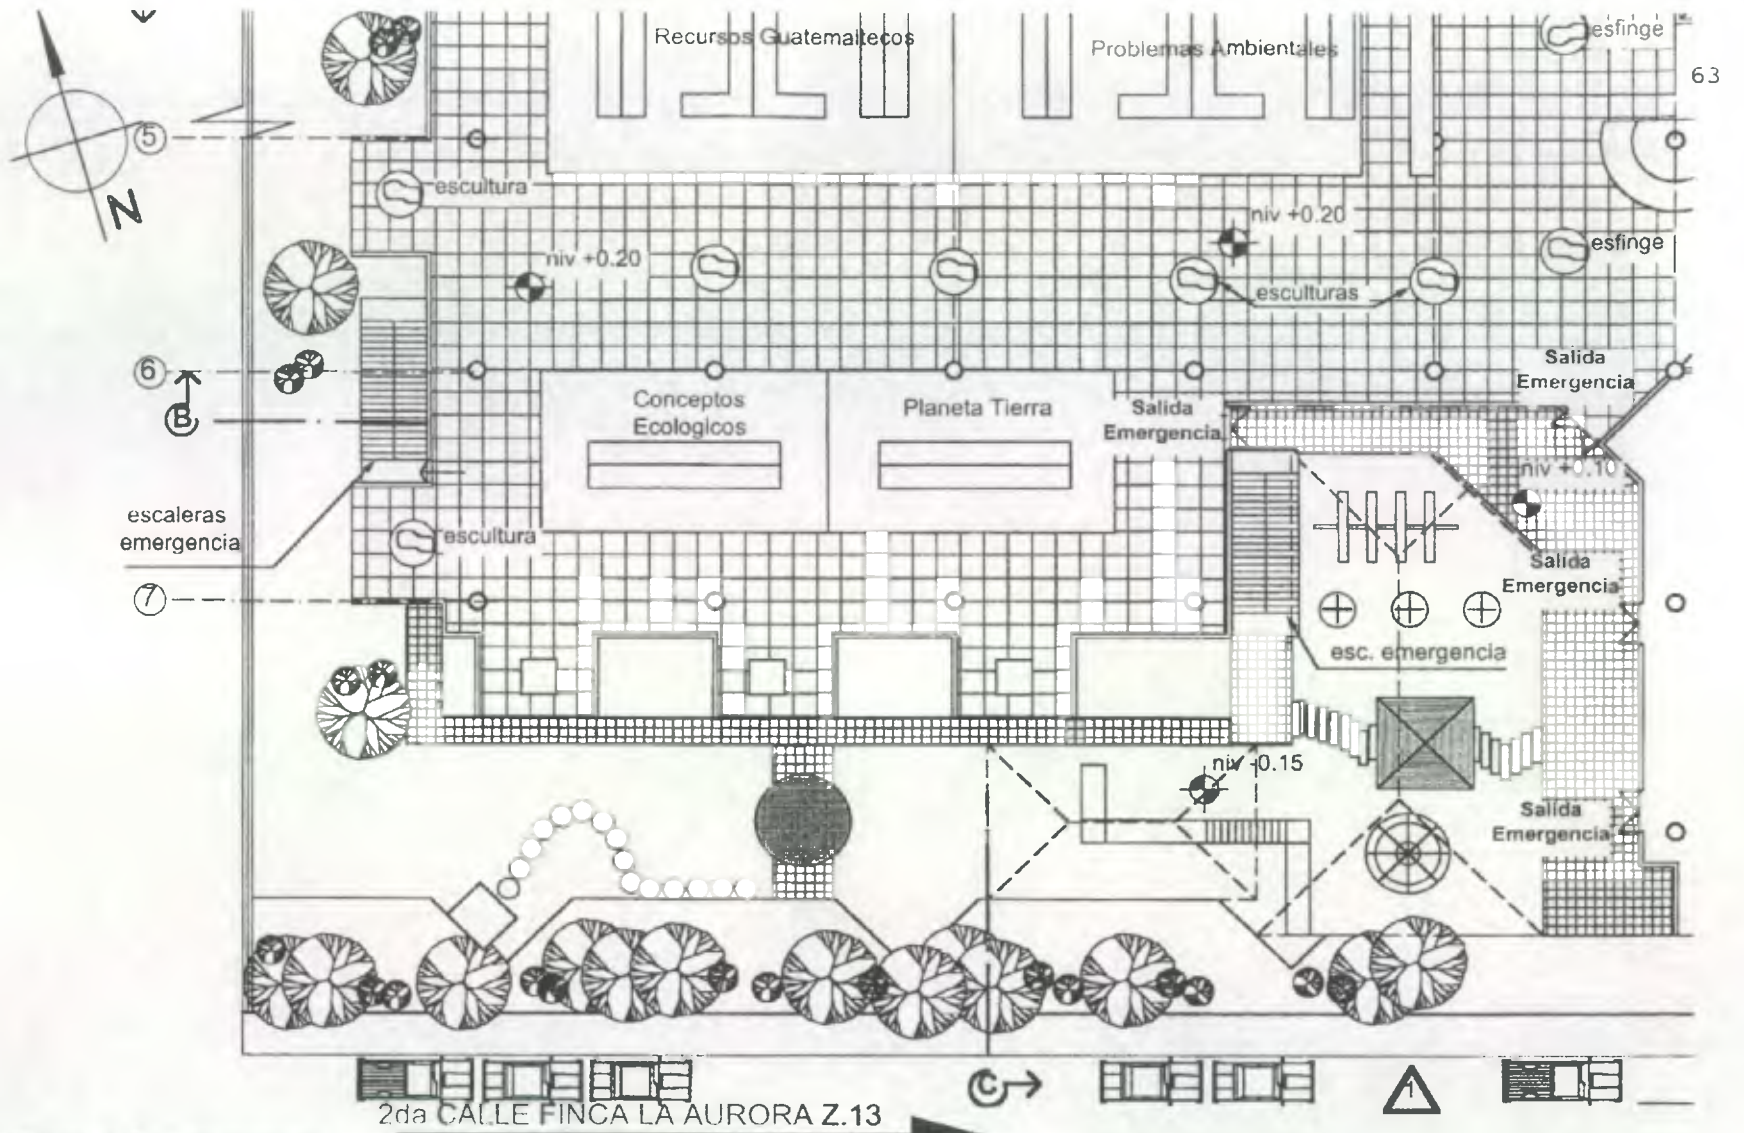 Recursos Guatemaltecos
Problemas Ambientales
esfinge
63
5
N
escultura
niv +0.20
niv +0.20
esfinge
esculturas
6
B
Salida
Emergencia
Conceptos
Ecologicos
Planeta Tierra
Salida
Emergencia
niv +0.10
escaleras
emergencia
escultura
Salida
Emergencia
7
esc. emergencia
niv -0.15
Salida
Emergencia
C
1
2da CALLE FINCA LA AURORA Z.13